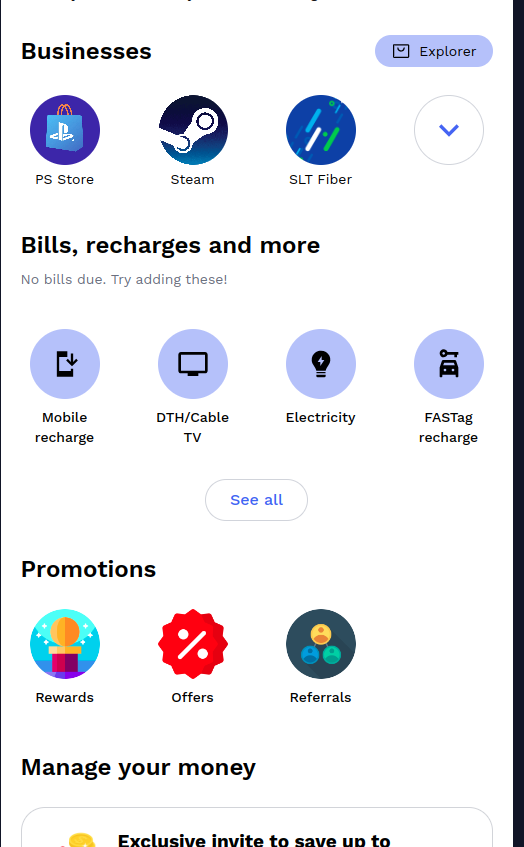 Businesses
Explorer
PS Store
Steam
SLT Fiber
Bills, recharges and more
No bills due. Try adding these!
Mobile
recharge
DTH/Cable
TV
Electricity
FASTag
recharge
See all
Promotions
Rewards
Offers
Referrals
Manage your money
Exclusive invite to save up to